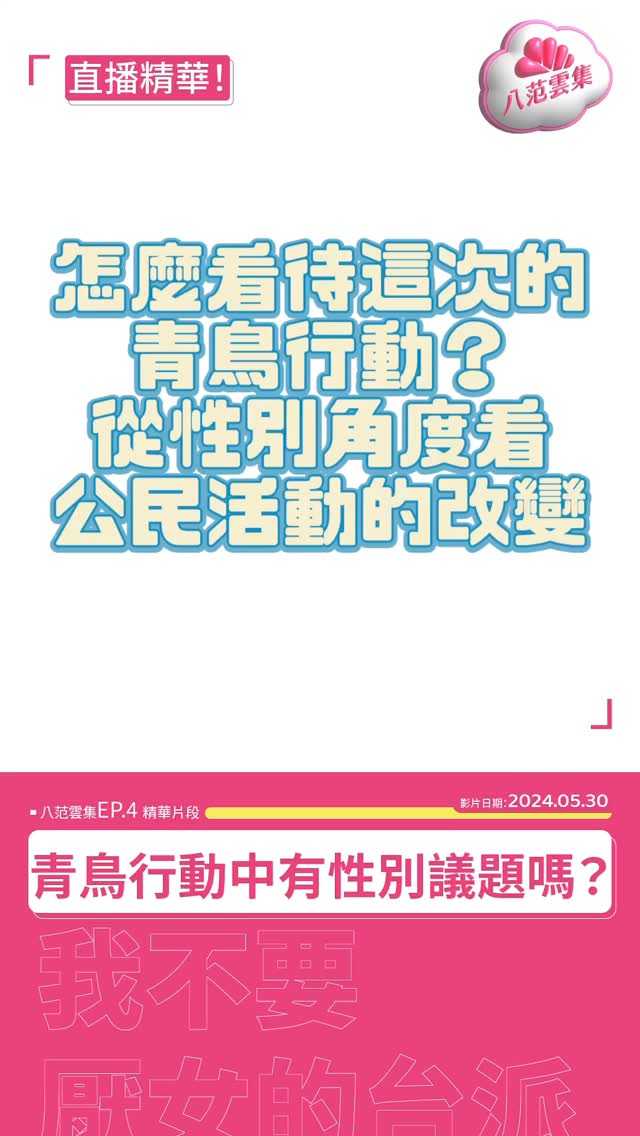 直播精華!
八范雲集
怎麼看待這次的
青鳥行動?
從性別角度看
公民活動的改變
八范雲集EP.4 精華片段
影片日期:2024.05.30
青鳥行動中有性別議題嗎?
我不要
厭女的台派